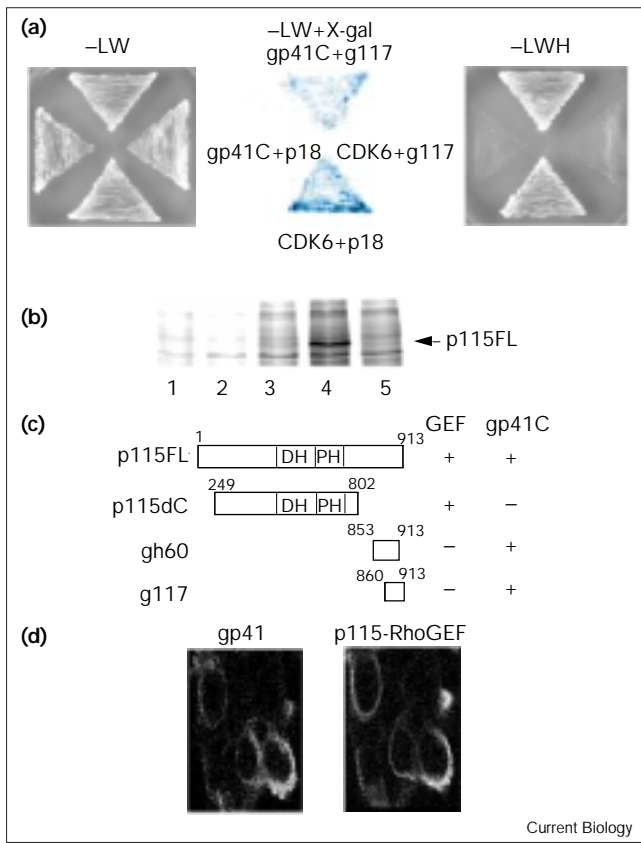 (a)
–LW
–LW+X-gal
gp41C+g117
–LWH
gp41C+p18
CDK6+g117
CDK6+p18
(b)
p115FL
1 2 3 4 5
(c)
GEF gp41C
1 913
p115FL DH PH + +
249 802
p115dC DH PH + –
853 913
gh60 – +
860 913
g117 – +
(d)
gp41 p115-RhoGEF
Current Biology